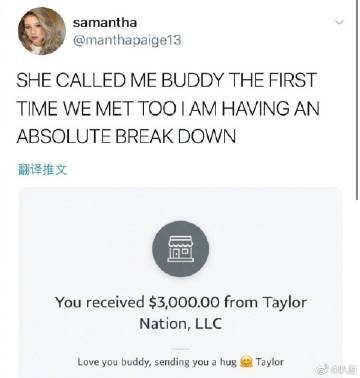 samantha
@manthapaige13
SHE CALLED ME BUDDY THE FIRST
TIME WE MET TOO I AM HAVING AN
ABSOLUTE BREAK DOWN
翻译推文
You received $3,000.00 from Taylor
Nation, LLC
Love you buddy, sending you a hug 🤗 Taylor